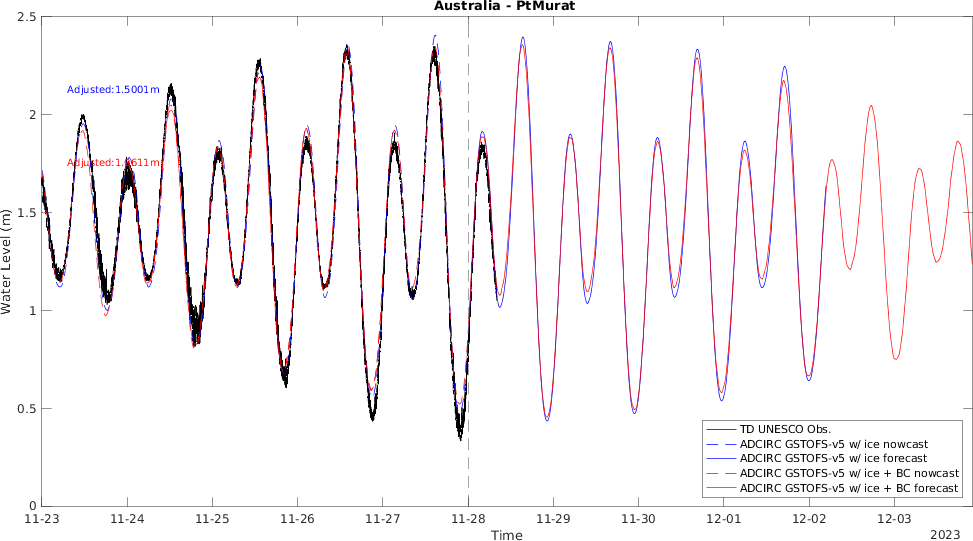 Australia - PtMurat
2.5
2
1.5
1
0.5
0
Water Level (m)
Adjusted:1.5001m
11-23
11-24
11-25
11-26
11-27
11-28
11-29
11-30
12-01
12-02
12-03
Time
2023
TD UNESCO Obs.
ADCIRC GSTOFS-v5 w/ ice nowcast
ADCIRC GSTOFS-v5 w/ ice forecast
ADCIRC GSTOFS-v5 w/ ice + BC nowcast
ADCIRC GSTOFS-v5 w/ ice + BC forecast